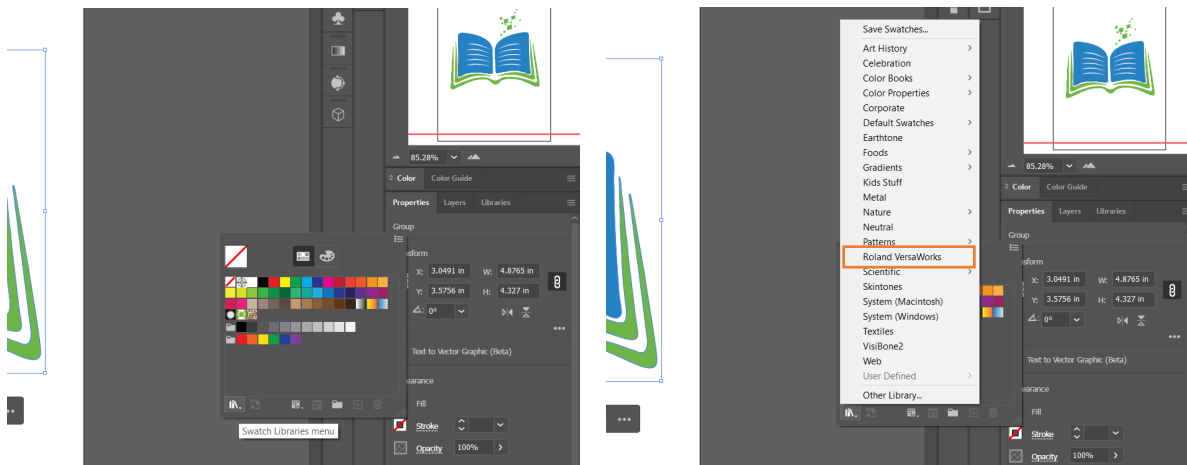 85.28%
Color Color Guide
Properties Layers Libraries
Group
sform
X: 3.0491 in W: 4.8765 in
Y: 3.5756 in H: 4.327 in
0°
Text to Vector Graphic (Beta)
earance
Fill
Stroke
Opacity 100%
Swatch Libraries menu
Save Swatches...
Art History
Celebration
Color Books
Color Properties
Corporate
Default Swatches
Earthtone
Foods
Gradients
Kids Stuff
Metal
Nature
Neutral
Patterns
Roland VersaWorks
Scientific
Skintones
System (Macintosh)
System (Windows)
Textiles
VisiBone2
Web
User Defined
Other Library...
85.28%
Color Color Guide
Properties Layers Libraries
Group
sform
X: 3.0491 in W: 4.8765 in
Y: 3.5756 in H: 4.327 in
0°
Text to Vector Graphic (Beta)
earance
Fill
Stroke
Opacity 100%